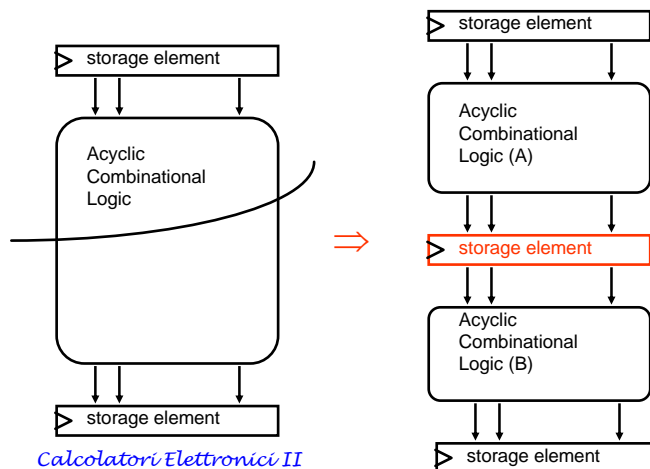 storage element
Acyclic
Combinational
Logic
storage element
Calcolatori Elettronici II
⇒
storage element
Acyclic
Combinational
Logic (A)
storage element
Acyclic
Combinational
Logic (B)
storage element